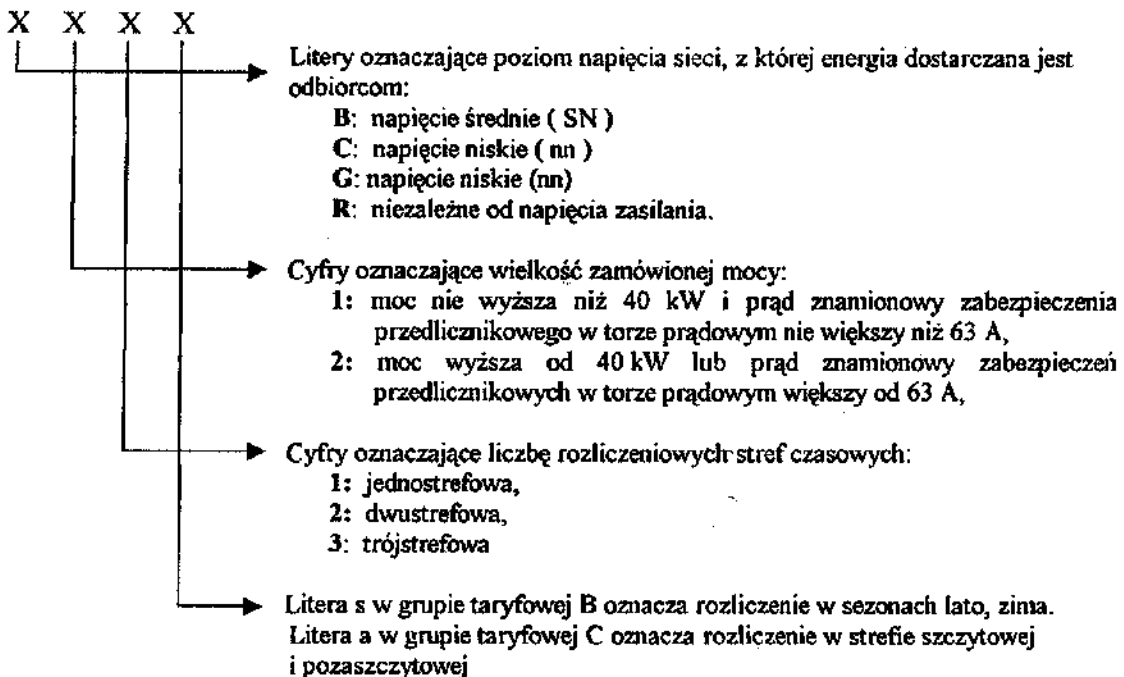 X X X X
Litery oznaczające poziom napięcia sieci, z której energia dostarczana jest
odbiorcom:
B: napięcie średnie ( SN )
C: napięcie niskie ( nn )
G: napięcie niskie (nn)
R: niezależne od napięcia zasilania.
Cyfry oznaczające wielkość zamówionej mocy:
1: moc nie wyższa niż 40 kW i prąd znamionowy zabezpieczenia
przedlicznikowego w torze prądowym nie większy niż 63 A,
2: moc wyższa od 40 kW lub prąd znamionowy zabezpieczeń
przedlicznikowych w torze prądowym większy od 63 A,
Cyfry oznaczające liczbę rozliczeniowych stref czasowych:
1: jednostrefowa,
2: dwustrefowa,
3: trójstrefowa
Litera s w grupie taryfowej B oznacza rozliczenie w sezonach lato, zima.
Litera a w grupie taryfowej C oznacza rozliczenie w strefie szczytowej
i pozaszczytowej